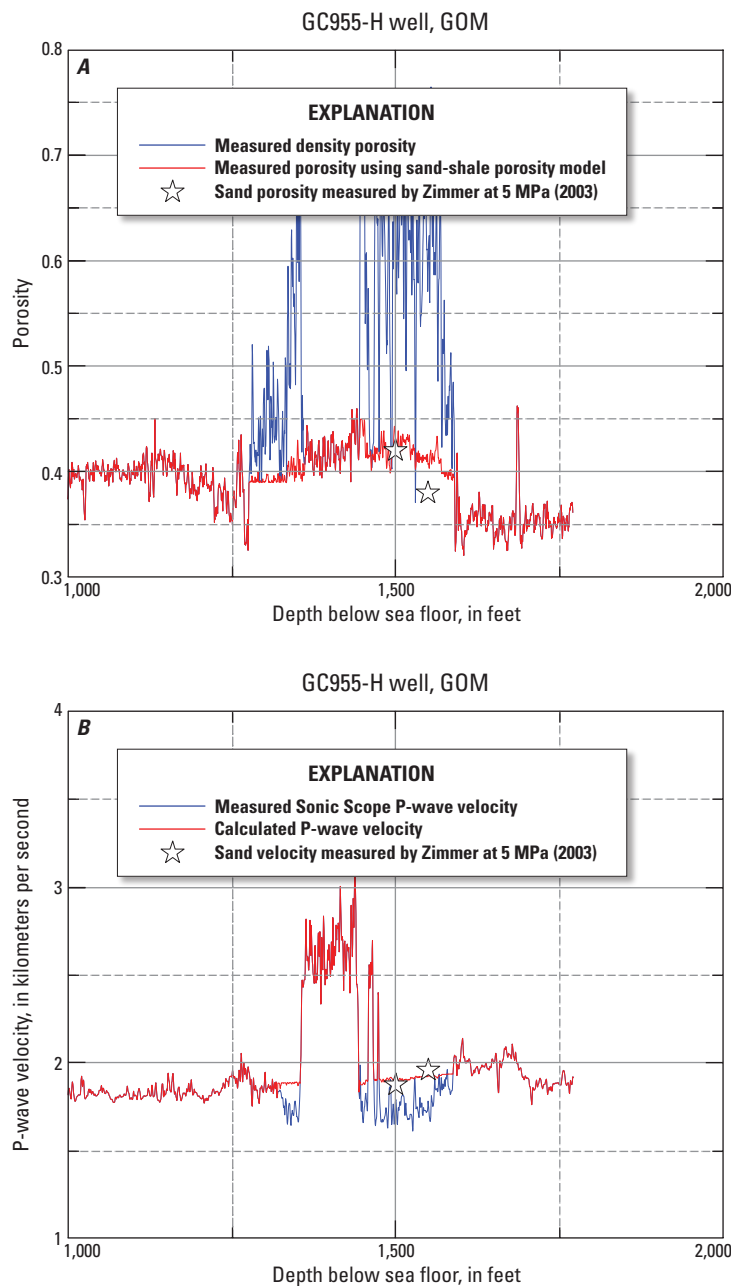 GC955-H well, GOM
A
EXPLANATION
Measured density porosity
Measured porosity using sand-shale porosity model
Sand porosity measured by Zimmer at 5 MPa (2003)
0.8
0.7
0.6
0.5
0.4
0.3
Porosity
1,000
1,500
2,000
Depth below sea floor, in feet
GC955-H well, GOM
B
EXPLANATION
Measured Sonic Scope P-wave velocity
Calculated P-wave velocity
Sand velocity measured by Zimmer at 5 MPa (2003)
4
3
2
1
P-wave velocity, in kilometers per second
1,000
1,500
2,000
Depth below sea floor, in feet